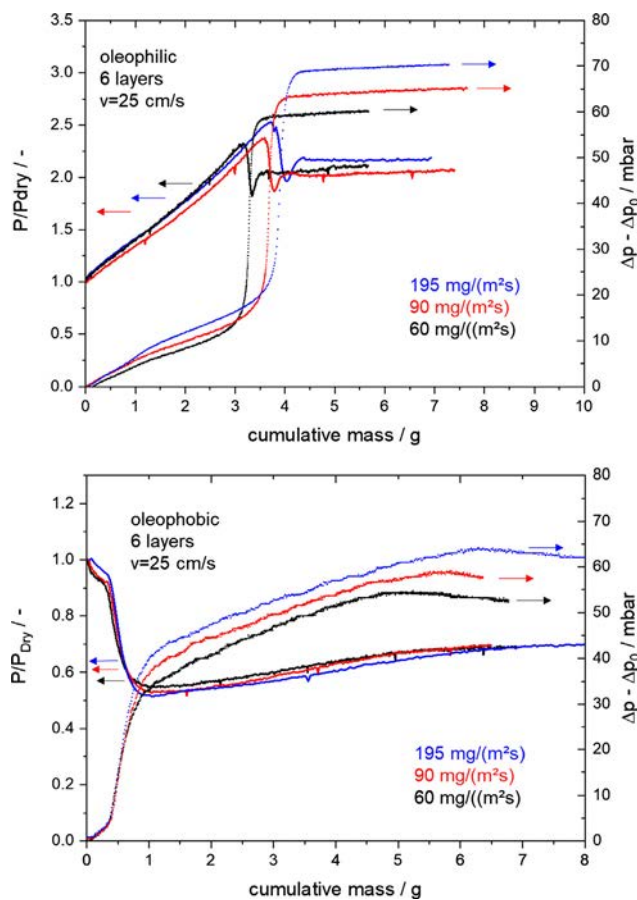 oleophilic
6 layers
v=25 cm/s
P/Pdry / -
3.5
3.0
2.5
2.0
1.5
1.0
0.5
0.0
Δp - Δp₀ / mbar
80
70
60
50
40
30
20
10
0
195 mg/(m²s)
90 mg/(m²s)
60 mg/((m²s)
0 1 2 3 4 5 6 7 8 9 10
cumulative mass / g
oleophobic
6 layers
v=25 cm/s
P/P_Dry / -
1.2
1.0
0.8
0.6
0.4
0.2
0.0
Δp - Δp₀ / mbar
80
70
60
50
40
30
20
10
0
195 mg/(m²s)
90 mg/(m²s)
60 mg/((m²s)
0 1 2 3 4 5 6 7 8
cumulative mass / g